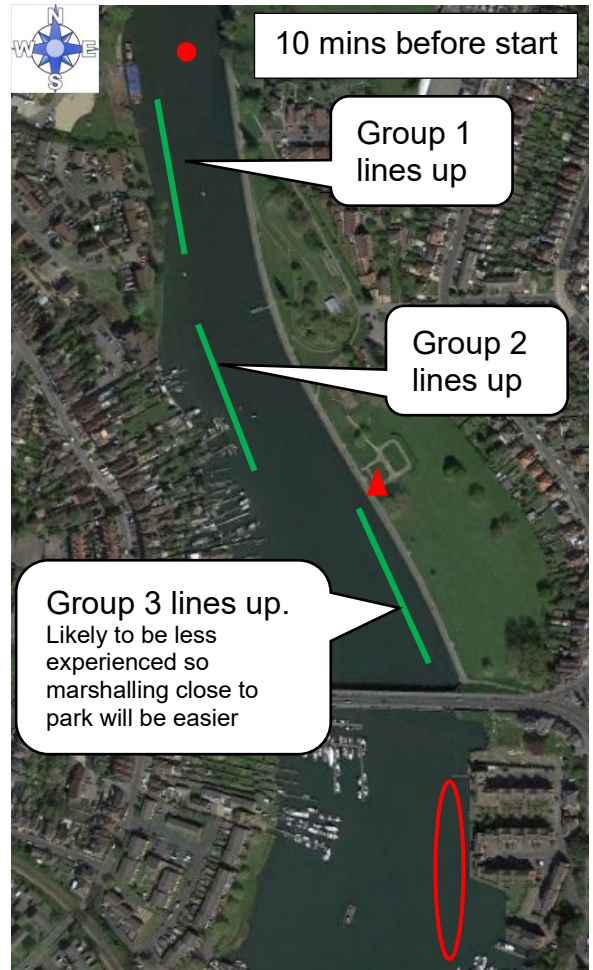 N
W E
S
10 mins before start
Group 1
lines up
Group 2
lines up
Group 3 lines up.
Likely to be less
experienced so
marshalling close to
park will be easier